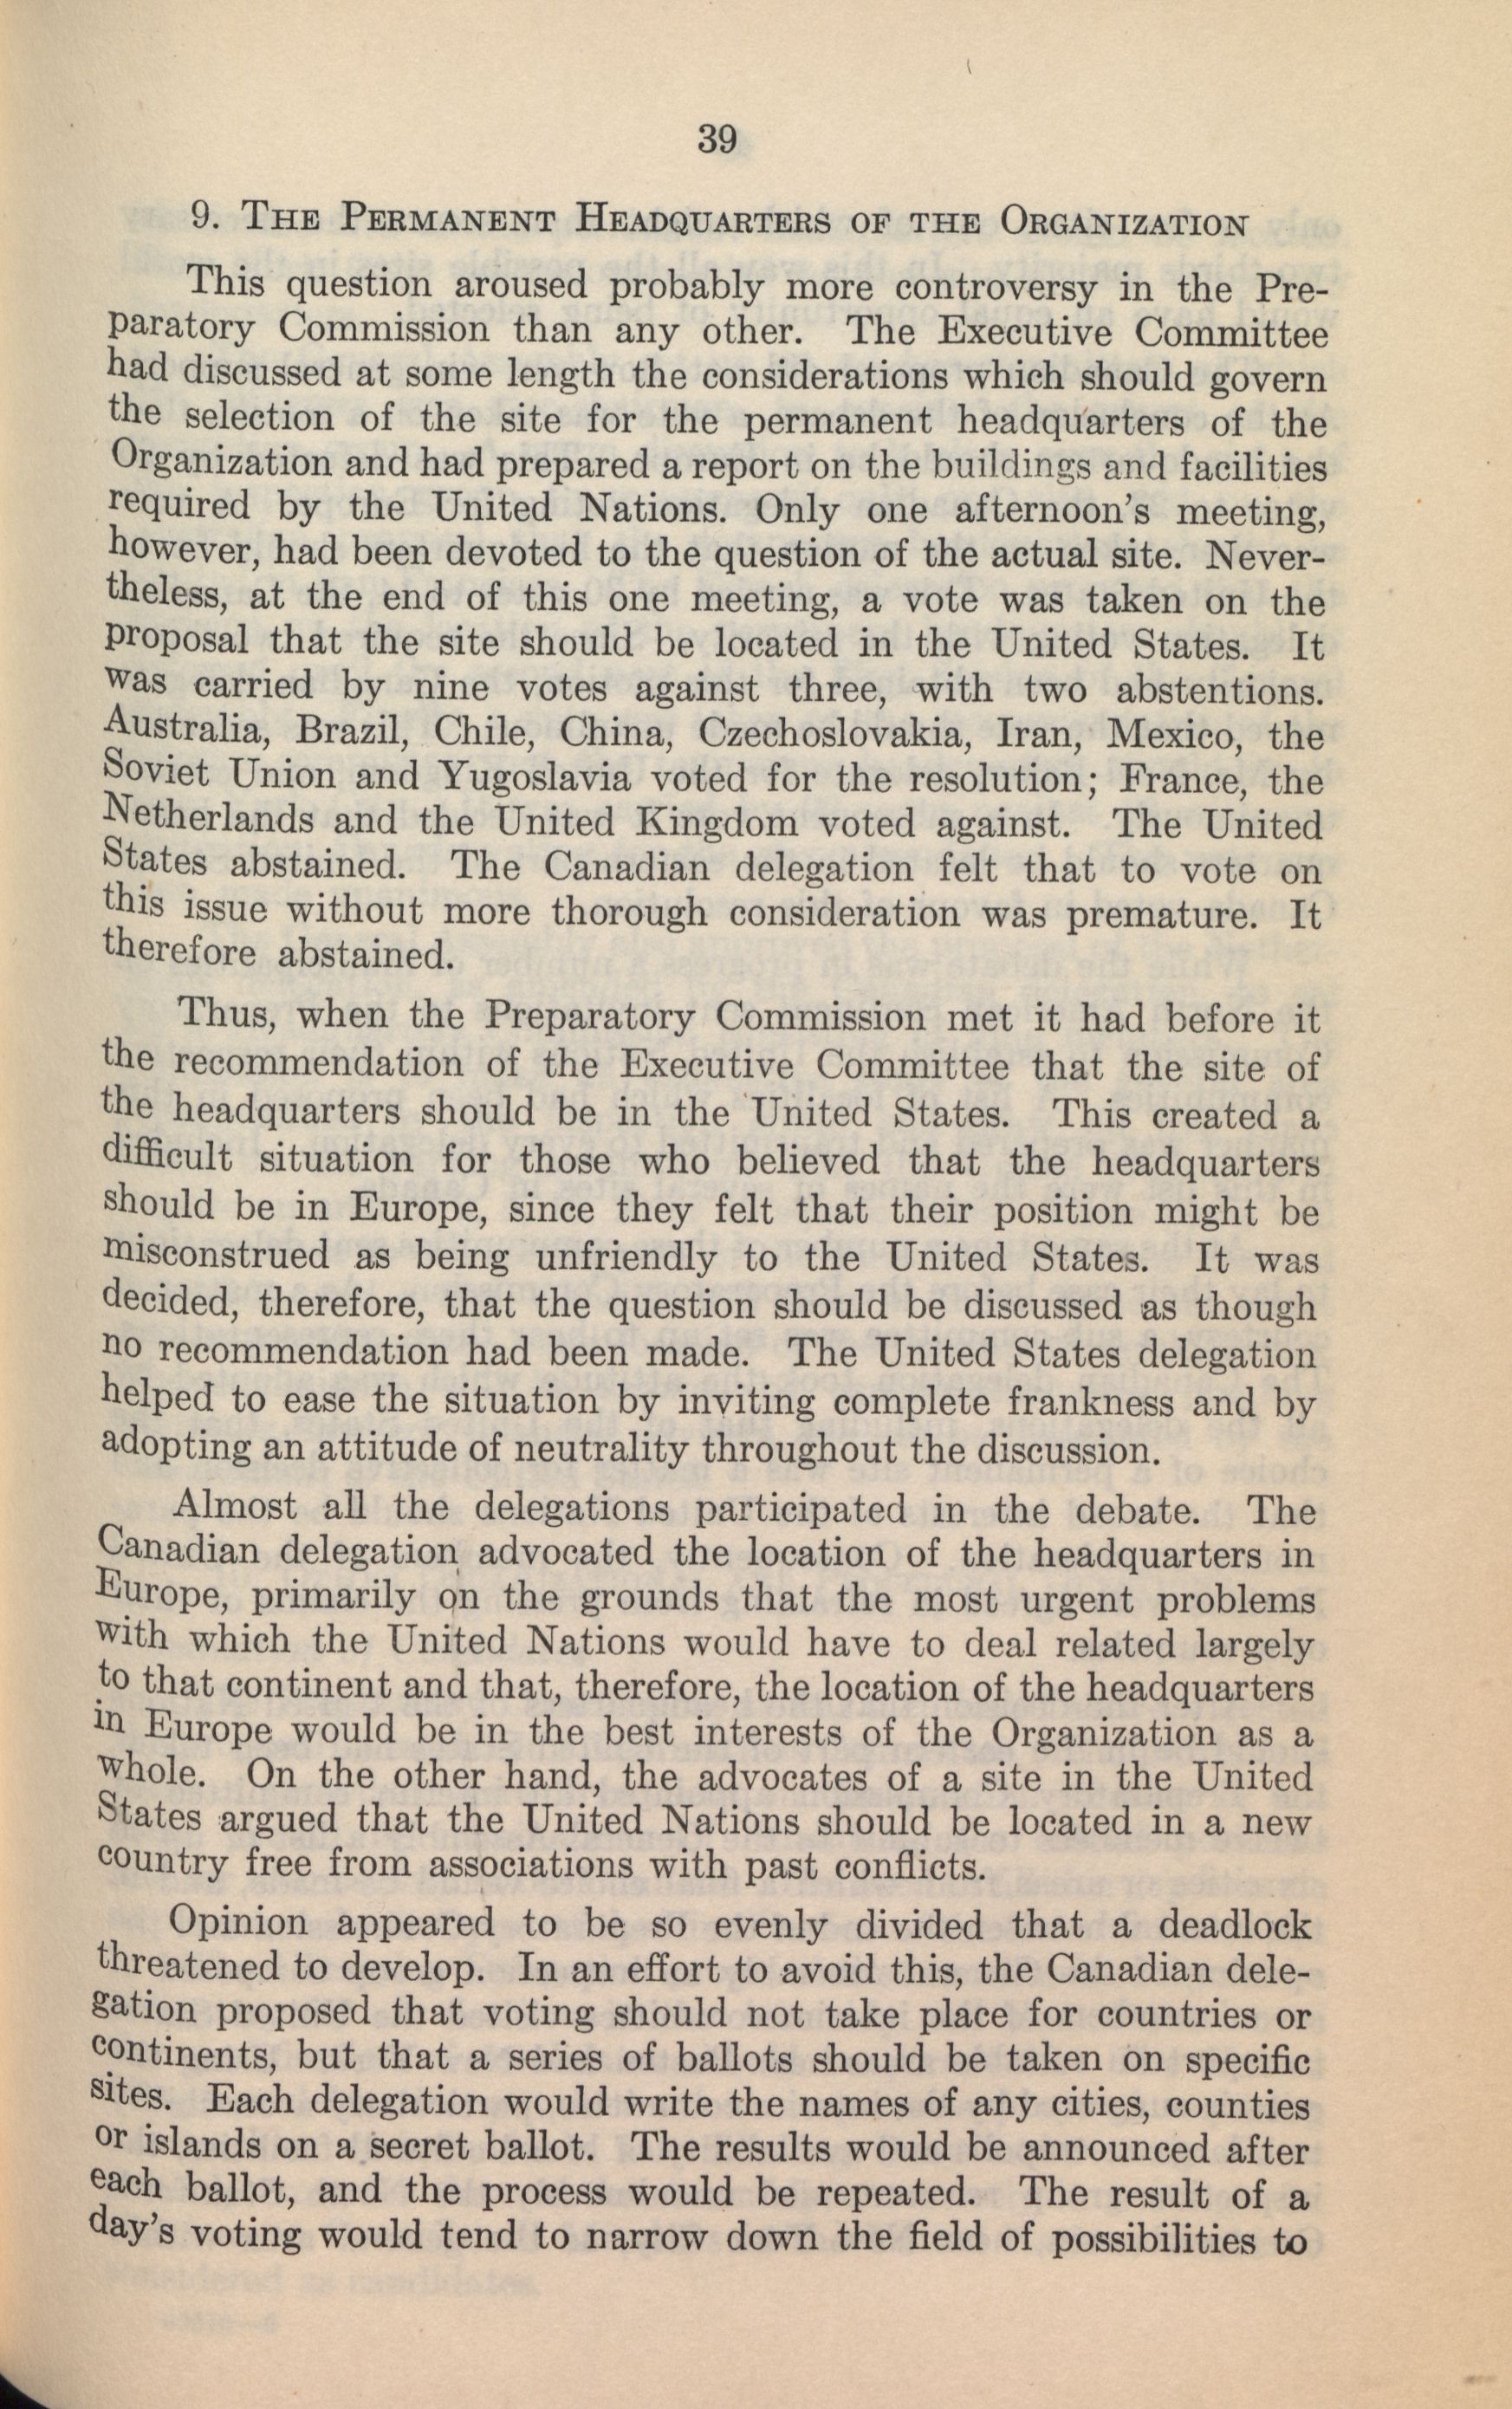 39
9. The Permanent Headquarters of the Organization
This question aroused probably more controversy in the Pre-
paratory Commission than any other. The Executive Committee
had discussed at some length the considerations which should govern
the selection of the site for the permanent headquarters of the
Organization and had prepared a report on the buildings and facilities
required by the United Nations. Only one afternoon's meeting,
however, had been devoted to the question of the actual site. Never-
theless, at the end of this one meeting, a vote was taken on the
proposal that the site should be located in the United States. It
was carried by nine votes against three, with two abstentions.
Australia, Brazil, Chile, China, Czechoslovakia, Iran, Mexico, the
Soviet Union and Yugoslavia voted for the resolution; France, the
Netherlands and the United Kingdom voted against. The United
States abstained. The Canadian delegation felt that to vote on
this issue without more thorough consideration was premature. It
therefore abstained.
Thus, when the Preparatory Commission met it had before it
the recommendation of the Executive Committee that the site of
the headquarters should be in the United States. This created a
difficult situation for those who believed that the headquarters
should be in Europe, since they felt that their position might be
misconstrued as being unfriendly to the United States. It was
decided, therefore, that the question should be discussed as though
no recommendation had been made. The United States delegation
helped to ease the situation by inviting complete frankness and by
adopting an attitude of neutrality throughout the discussion.
Almost all the delegations participated in the debate. The
Canadian delegation advocated the location of the headquarters in
Europe, primarily on the grounds that the most urgent problems
with which the United Nations would have to deal related largely
to that continent and that, therefore, the location of the headquarters
in Europe would be in the best interests of the Organization as a
whole. On the other hand, the advocates of a site in the United
States argued that the United Nations should be located in a new
country free from associations with past conflicts.
Opinion appeared to be so evenly divided that a deadlock
threatened to develop. In an effort to avoid this, the Canadian dele-
gation proposed that voting should not take place for countries or
continents, but that a series of ballots should be taken on specific
sites. Each delegation would write the names of any cities, counties
or islands on a secret ballot. The results would be announced after
each ballot, and the process would be repeated. The result of a
day's voting would tend to narrow down the field of possibilities to